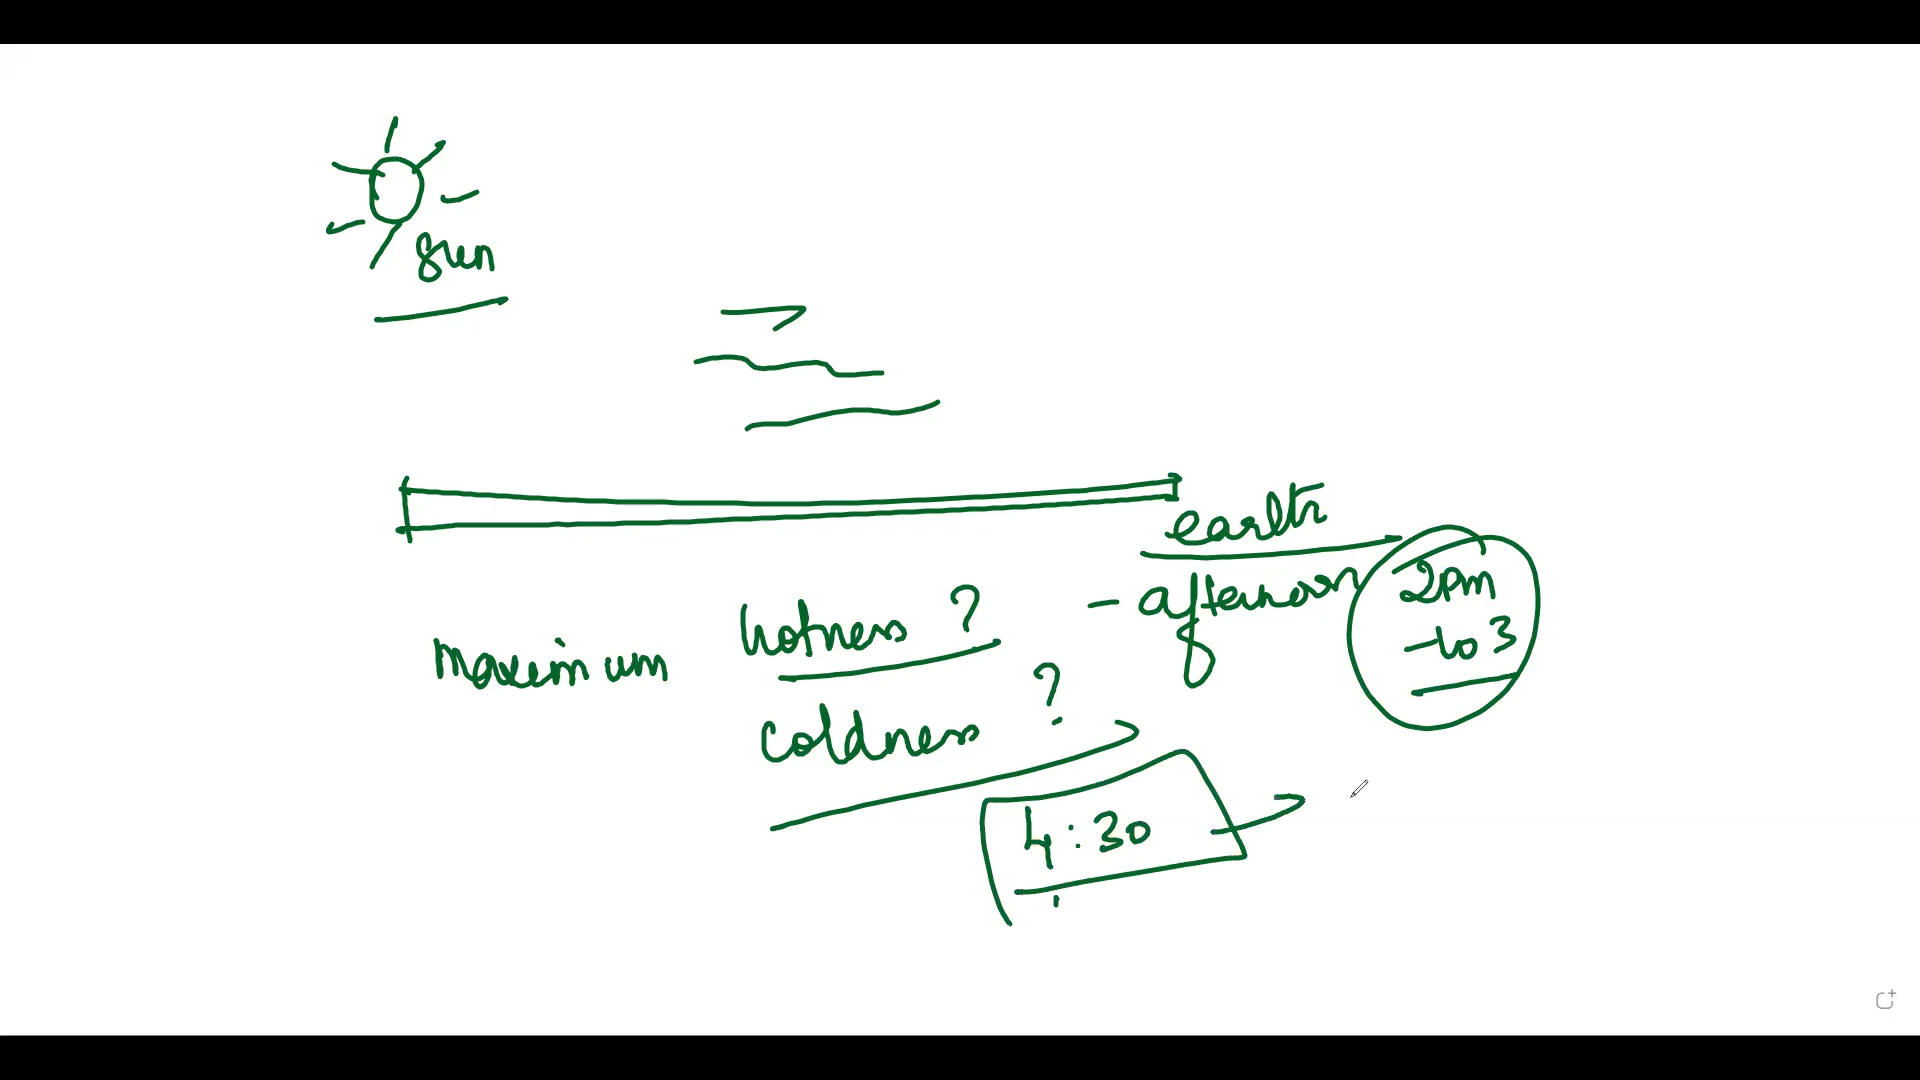 sun
earth
- afternoon 2pm
- to 3
maximum hotness ?
coldness ?
4:30